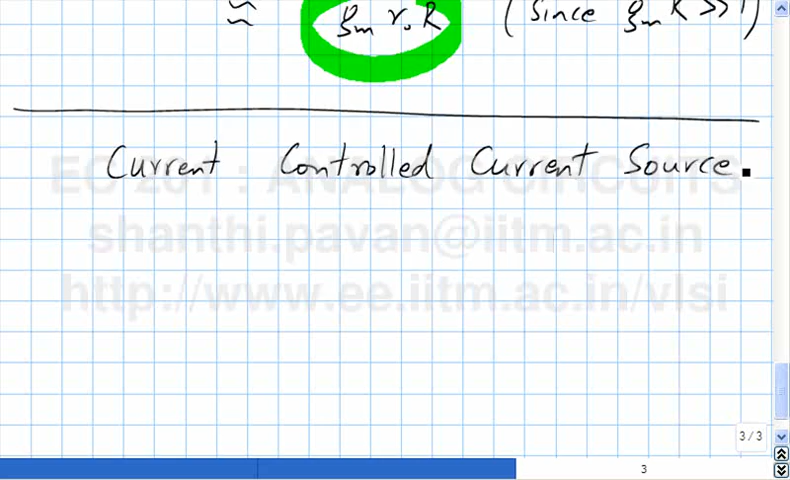 ≈ gm ro R (Since gm R >> 1)
Current Controlled Current Source.
EC 201 : ANALOG CIRCUITS
shanthi.pavan@iitm.ac.in
http://www.ee.iitm.ac.in/vlsi
3/3
3